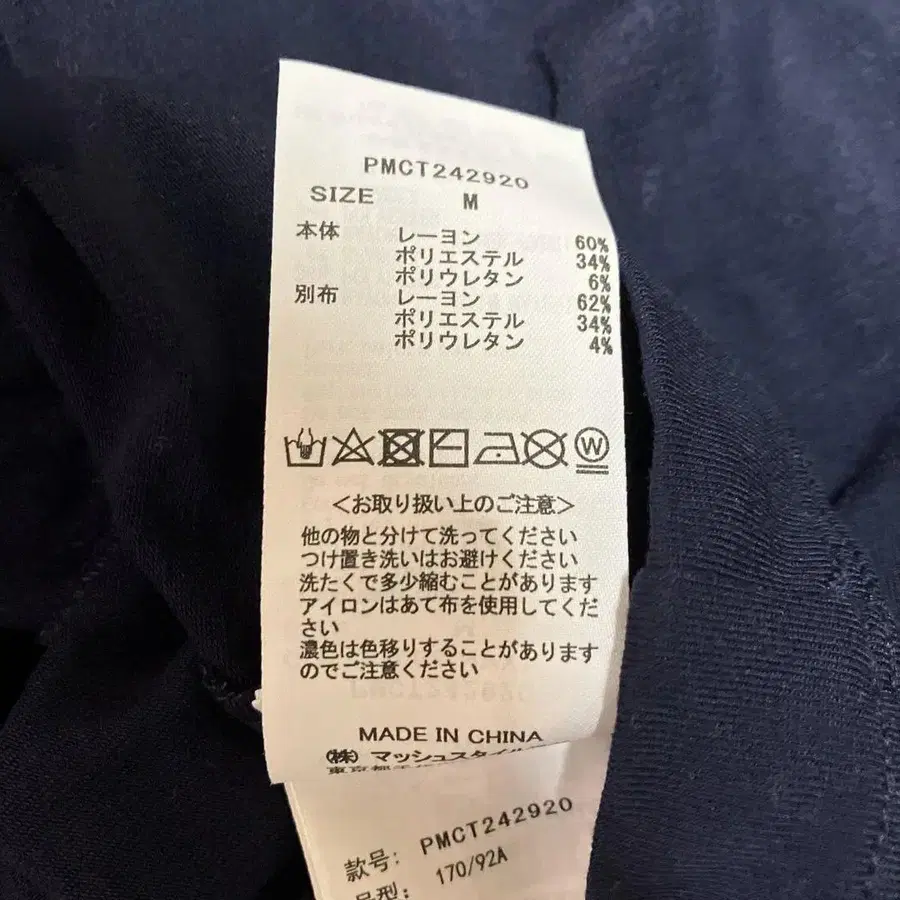 PMCT242920
SIZE M
本体 レーヨン 60%
ポリエステル 34%
ポリウレタン 6%
別布 レーヨン 62%
ポリエステル 34%
ポリウレタン 4%
W
<お取り扱い上のご注意>
他の物と分けて洗ってください
つけ置き洗いはお避けください
洗たくで多少縮むことがあります
アイロンはあて布を使用してくだ
さい
濃色は色移りすることがあります
のでご注意ください
MADE IN CHINA
㈱ マッシュスタイル
東京都
款号: PMCT242920
号型: 170/92A